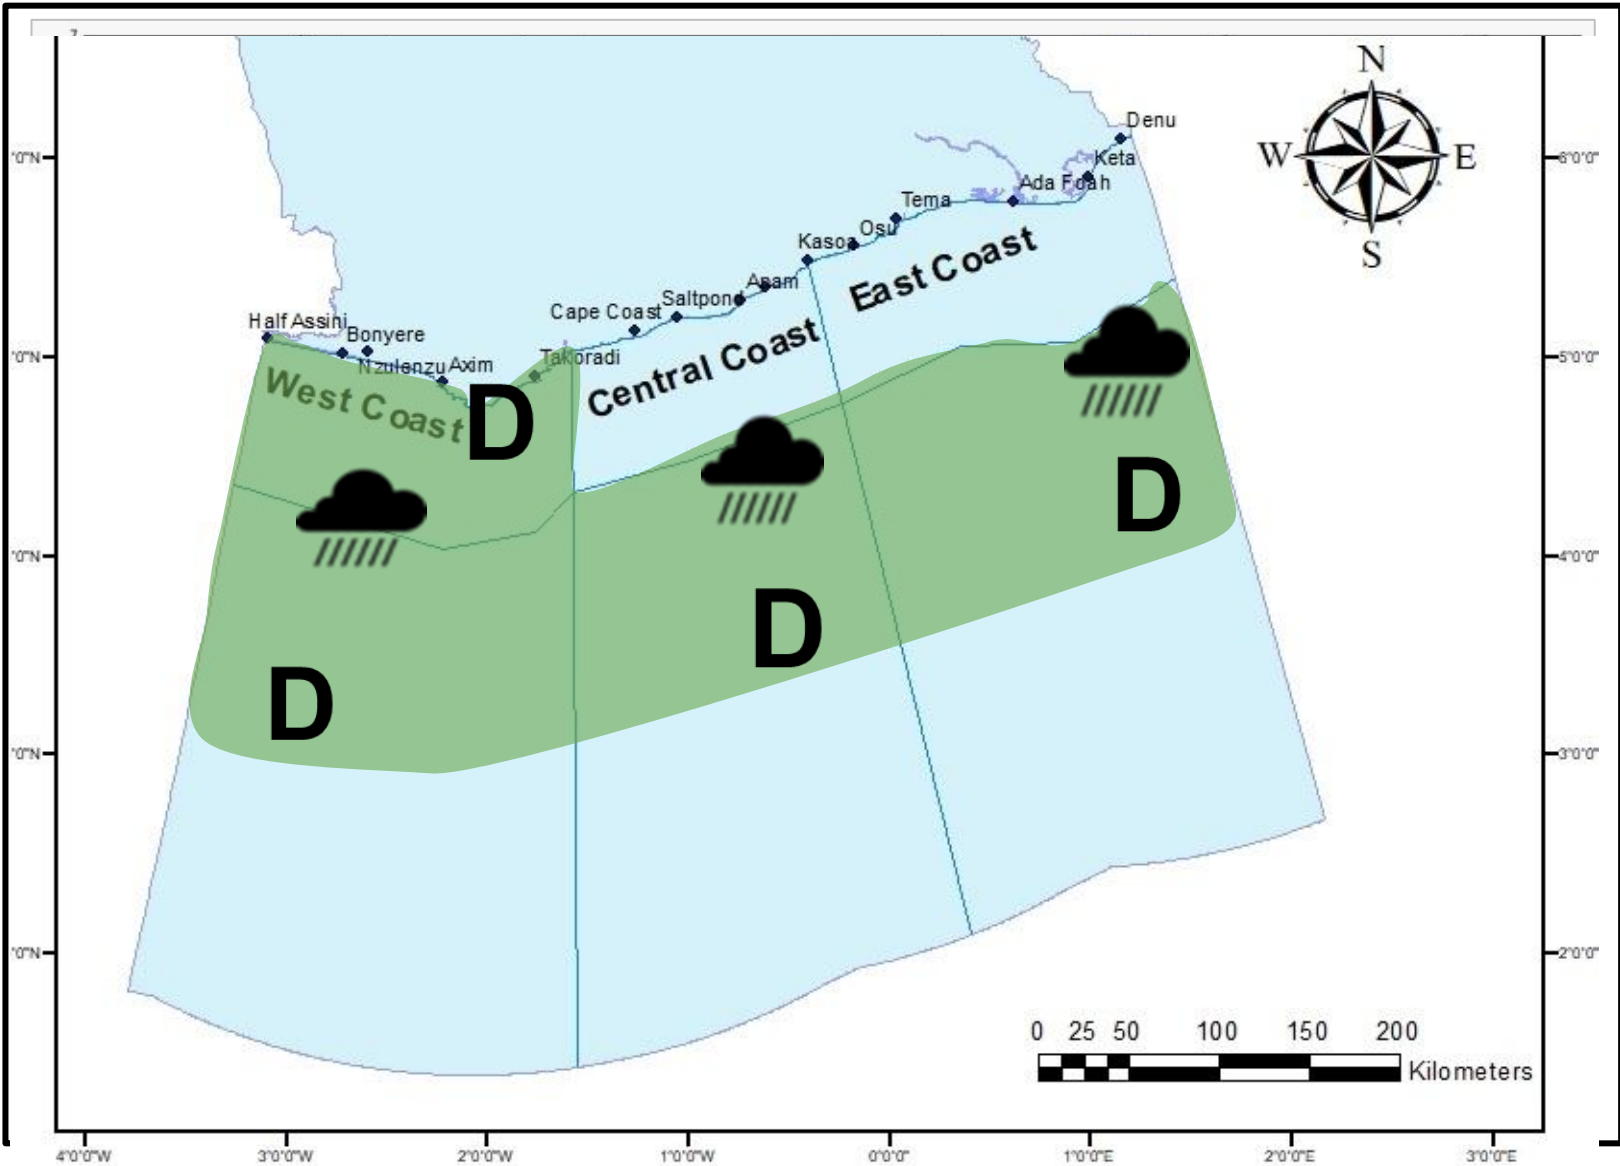 N
W
E
S
Denu
Keta
Ada Foah
Tema
Osu
Kasoa
Apam
Saltpond
Cape Coast
Takoradi
Half Assini
Bonyere
Nzulenzu
Axim
East Coast
Central Coast
West Coast
D
D
D
D
0 25 50 100 150 200
Kilometers
6°0'0"
5°0'0"
4°0'0"
3°0'0"
2°0'0"
4°0'0"W 3°0'0"W 2°0'0"W 1°0'0"W 0°0'0" 1°0'0"E 2°0'0"E 3°0'0"E